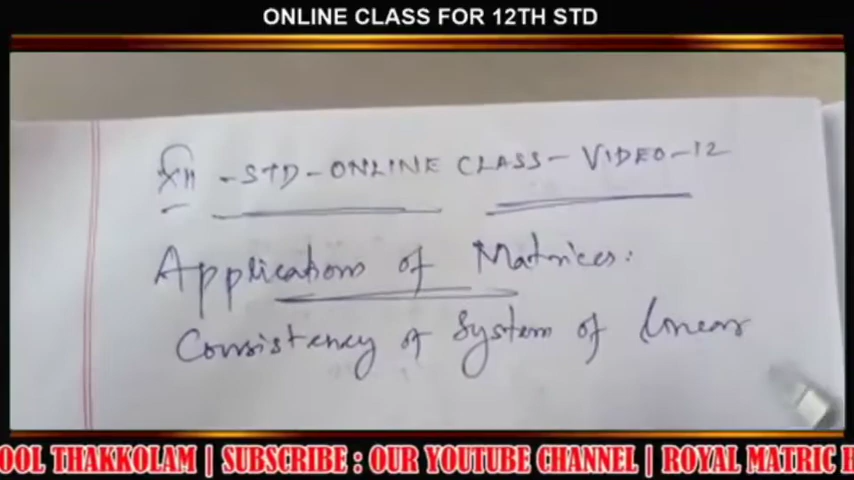 ONLINE CLASS FOR 12TH STD
XII - STD - ONLINE CLASS - VIDEO - 12
Applications of Matrices:
Consistency of System of linear
OOL THAKKOLAM | SUBSCRIBE : OUR YOUTUBE CHANNEL | ROYAL MATRIC H